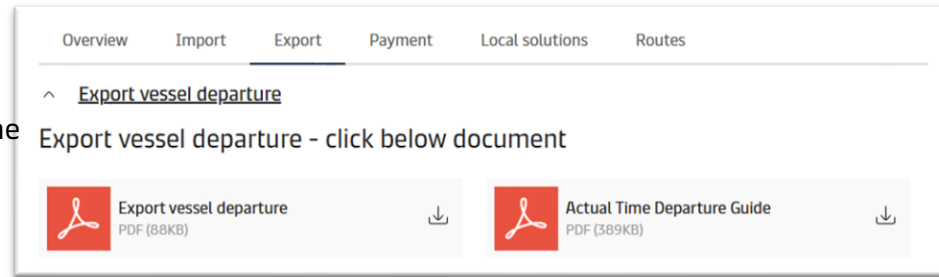 Overview Import Export Payment Local solutions Routes
Export vessel departure
Export vessel departure - click below document
Export vessel departure
PDF (88KB)
Actual Time Departure Guide
PDF (389KB)